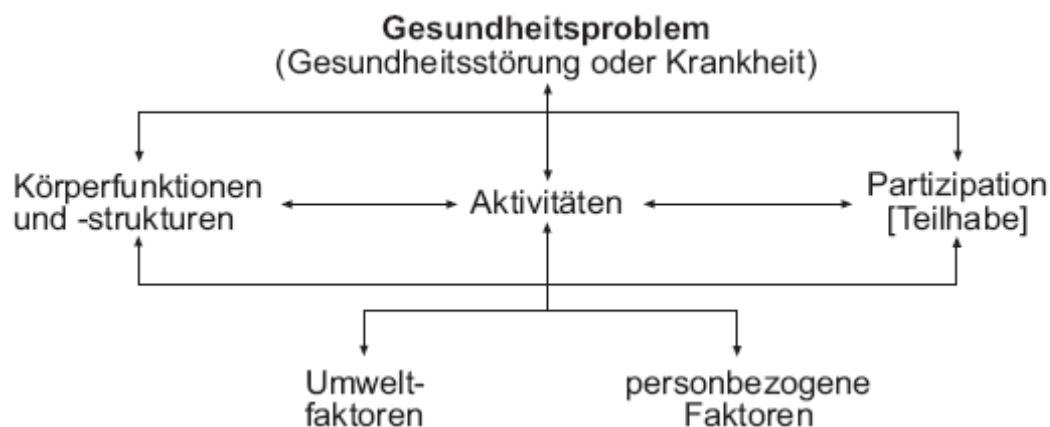 Gesundheitsproblem
(Gesundheitsstörung oder Krankheit)
Körperfunktionen
und -strukturen
Aktivitäten
Partizipation
[Teilhabe]
Umwelt-
faktoren
personbezogene
Faktoren